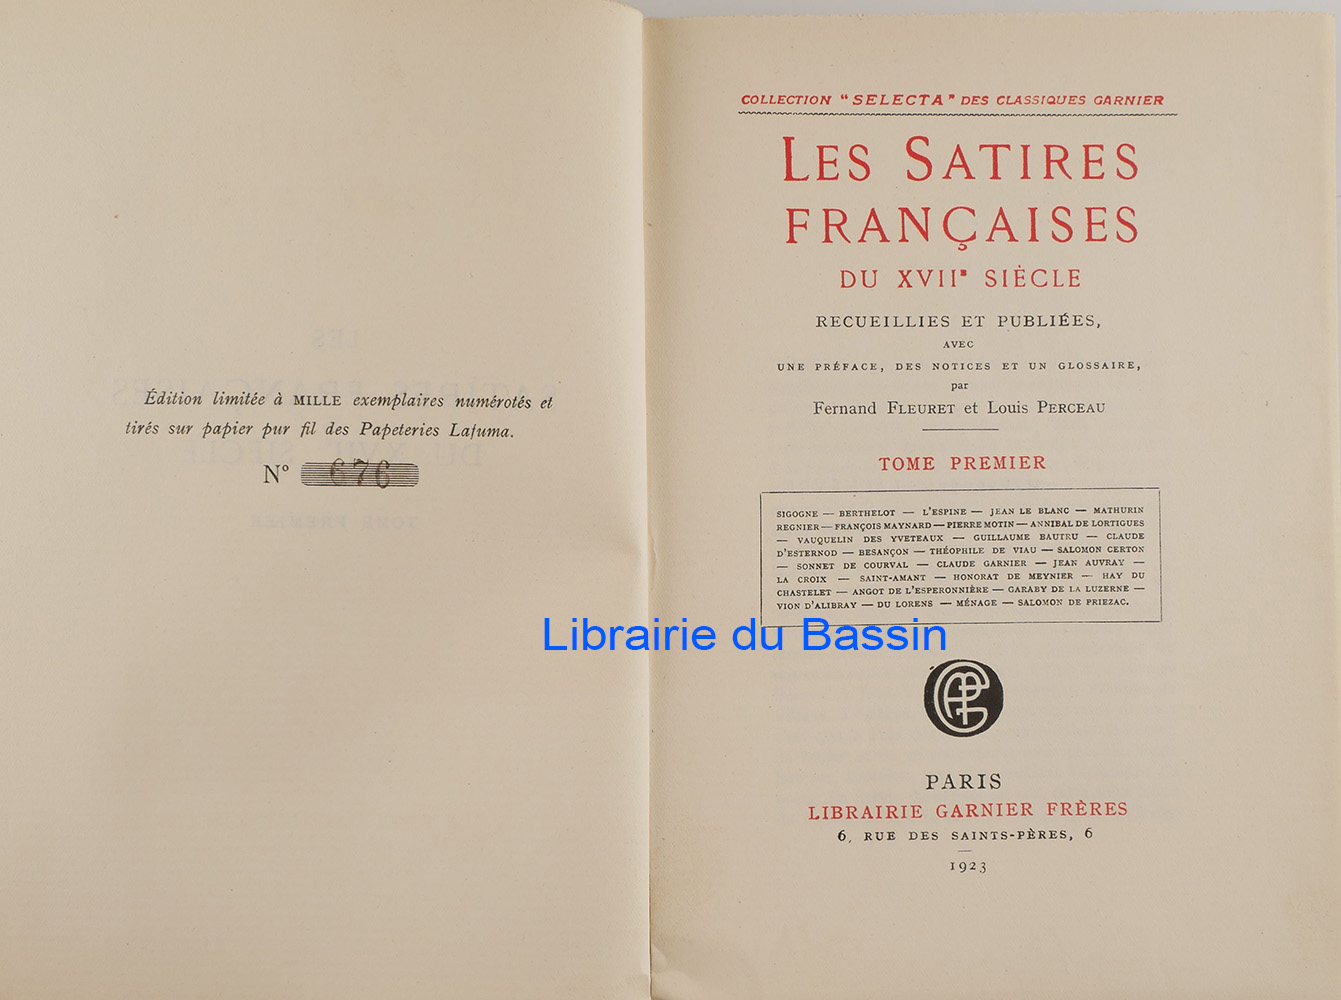 Édition limitée à MILLE exemplaires numérotés et
tirés sur papier pur fil des Papeteries Lafuma.
N° 676
COLLECTION "SELECTA" DES CLASSIQUES GARNIER
LES SATIRES
FRANÇAISES
DU XVIIe SIÈCLE
RECUEILLIES ET PUBLIÉES,
AVEC
UNE PRÉFACE, DES NOTICES ET UN GLOSSAIRE,
par
Fernand FLEURET et Louis PERCEAU
TOME PREMIER
SIGOGNE — BERTHELOT — L'ESPINE — JEAN LE BLANC — MATHURIN
REGNIER — FRANÇOIS MAYNARD — PIERRE MOTIN — ANNIBAL DE LORTIGUES
— VAUQUELIN DES YVETEAUX — GUILLAUME BAUTRU — CLAUDE
D'ESTERNOD — BESANÇON — THÉOPHILE DE VIAU — SALOMON CERTON
— SONNET DE COURVAL — CLAUDE GARNIER — JEAN AUVRAY —
LA CROIX — SAINT-AMANT — HONORAT DE MEYNIER — HAY DU
CHASTELET — ANGOT DE L'ESPERONNIÈRE — GARABY DE LA LUZERNE —
VION D'ALIBRAY — DU LORENS — MÉNAGE — SALOMON DE PRIEZAC.
Librairie du Bassin
PARIS
LIBRAIRIE GARNIER FRÈRES
6, RUE DES SAINTS-PÈRES, 6
1923